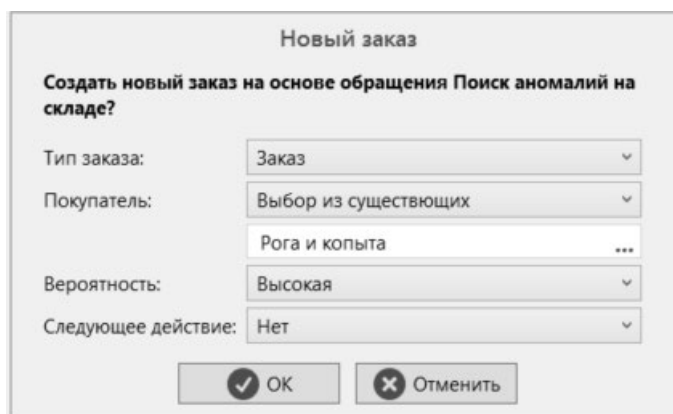 Новый заказ
Создать новый заказ на основе обращения Поиск аномалий на
складе?
Тип заказа: Заказ
Покупатель: Выбор из существющих
Рога и копыта ...
Вероятность: Высокая
Следующее действие: Нет
ОК Отменить